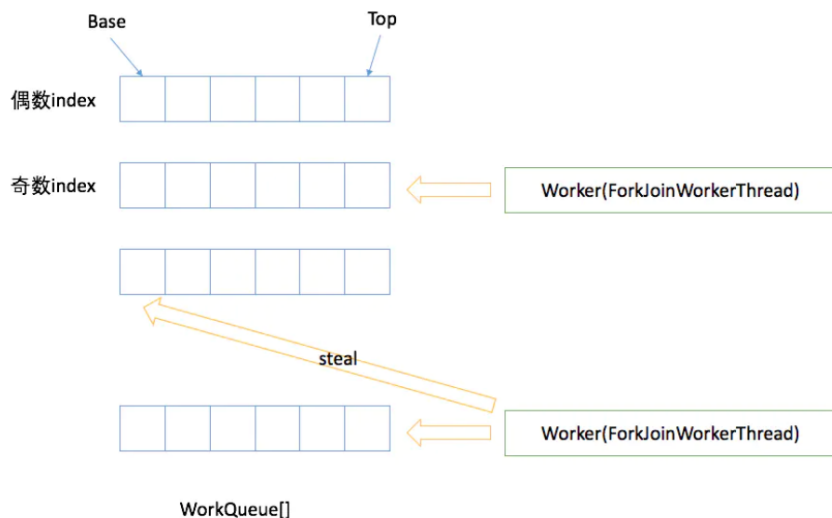 Base
Top
偶数index
奇数index
Worker(ForkJoinWorkerThread)
steal
Worker(ForkJoinWorkerThread)
WorkQueue[]